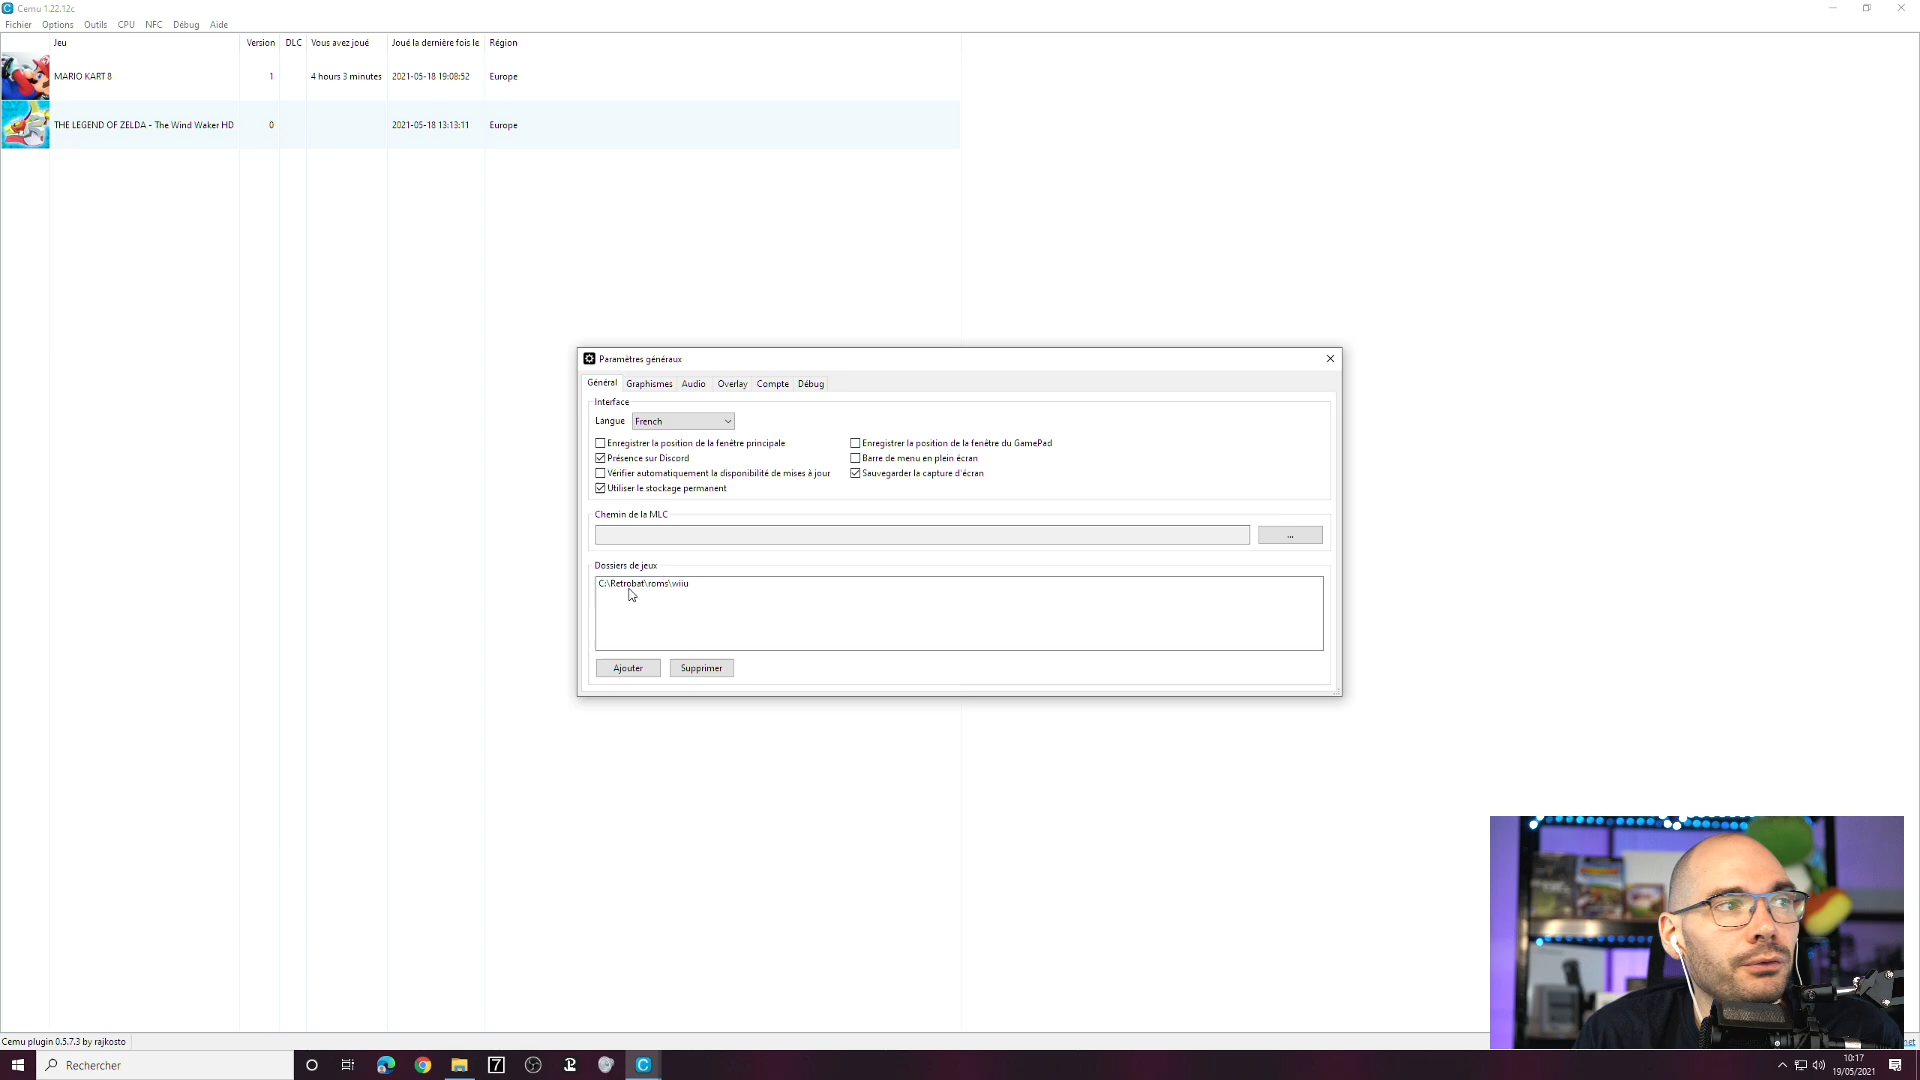 Cemu 1.22.12c
Fichier Options Outils CPU NFC Débug Aide
Jeu Version DLC Vous avez joué Joué la dernière fois le Région
MARIO KART 8 1 4 hours 3 minutes 2021-05-18 19:08:52 Europe
THE LEGEND OF ZELDA - The Wind Waker HD 0 2021-05-18 13:13:11 Europe
Paramètres généraux
Général Graphismes Audio Overlay Compte Débug
Interface
Langue French
Enregistrer la position de la fenêtre principale Enregistrer la position de la fenêtre du GamePad
Présence sur Discord Barre de menu en plein écran
Vérifier automatiquement la disponibilité de mises à jour Sauvegarder la capture d'écran
Utiliser le stockage permanent
Chemin de la MLC
...
Dossiers de jeux
C:\Retrobat\roms\wiiu
Ajouter Supprimer
Cemu plugin 0.5.7.3 by rajkosto
net
Rechercher
10:17
19/05/2021